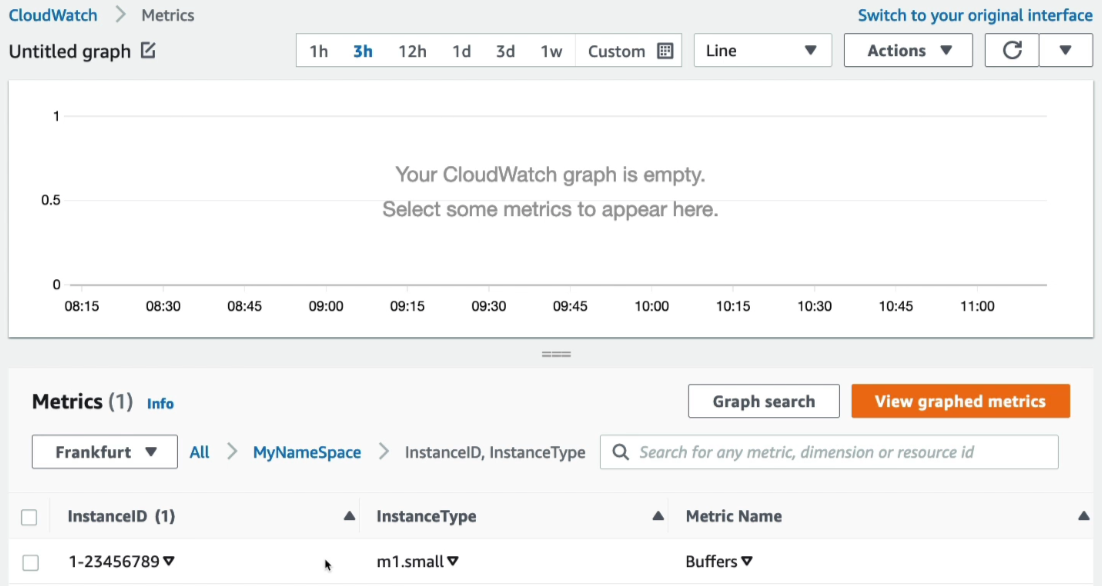 CloudWatch > Metrics Switch to your original interface
Untitled graph 1h 3h 12h 1d 3d 1w Custom Line Actions
1
Your CloudWatch graph is empty.
0.5
Select some metrics to appear here.
0
08:15 08:30 08:45 09:00 09:15 09:30 09:45 10:00 10:15 10:30 10:45 11:00
Metrics (1) Info Graph search View graphed metrics
Frankfurt All > MyNameSpace > InstanceID, InstanceType Search for any metric, dimension or resource id
InstanceID (1) InstanceType Metric Name
1-23456789 m1.small Buffers